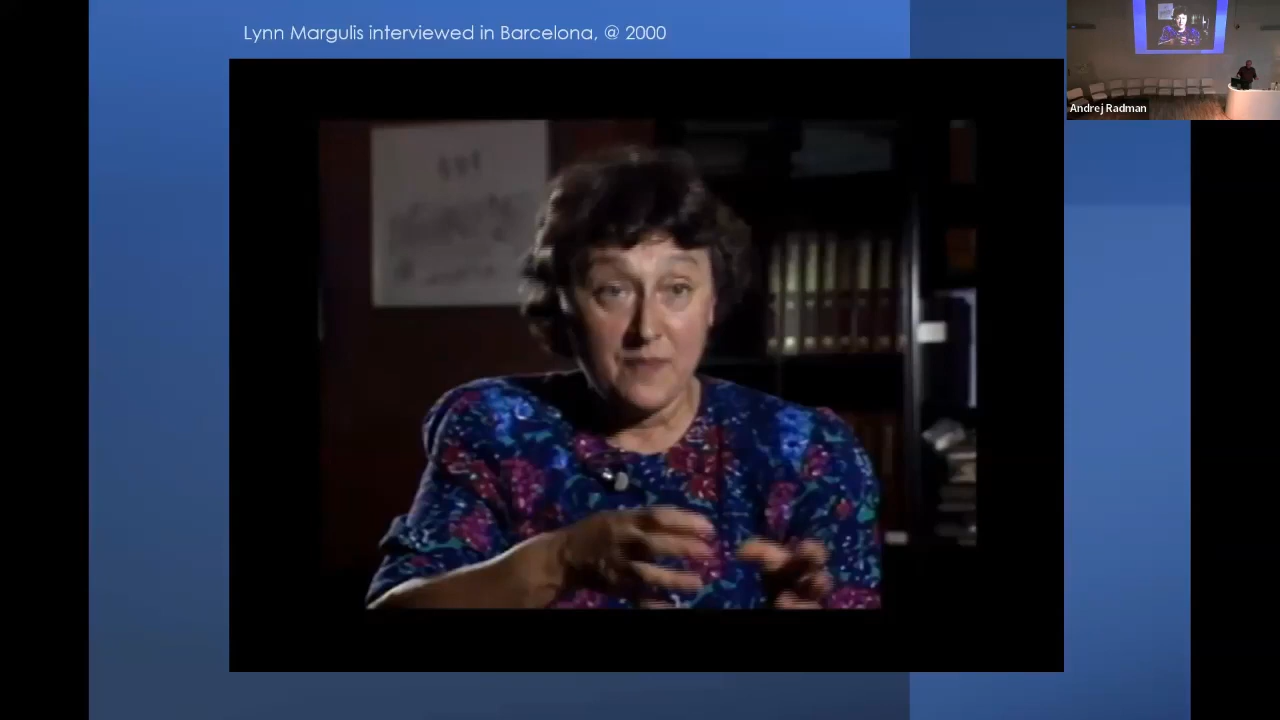 Lynn Margulis interviewed in Barcelona, @ 2000
Andrej Radman